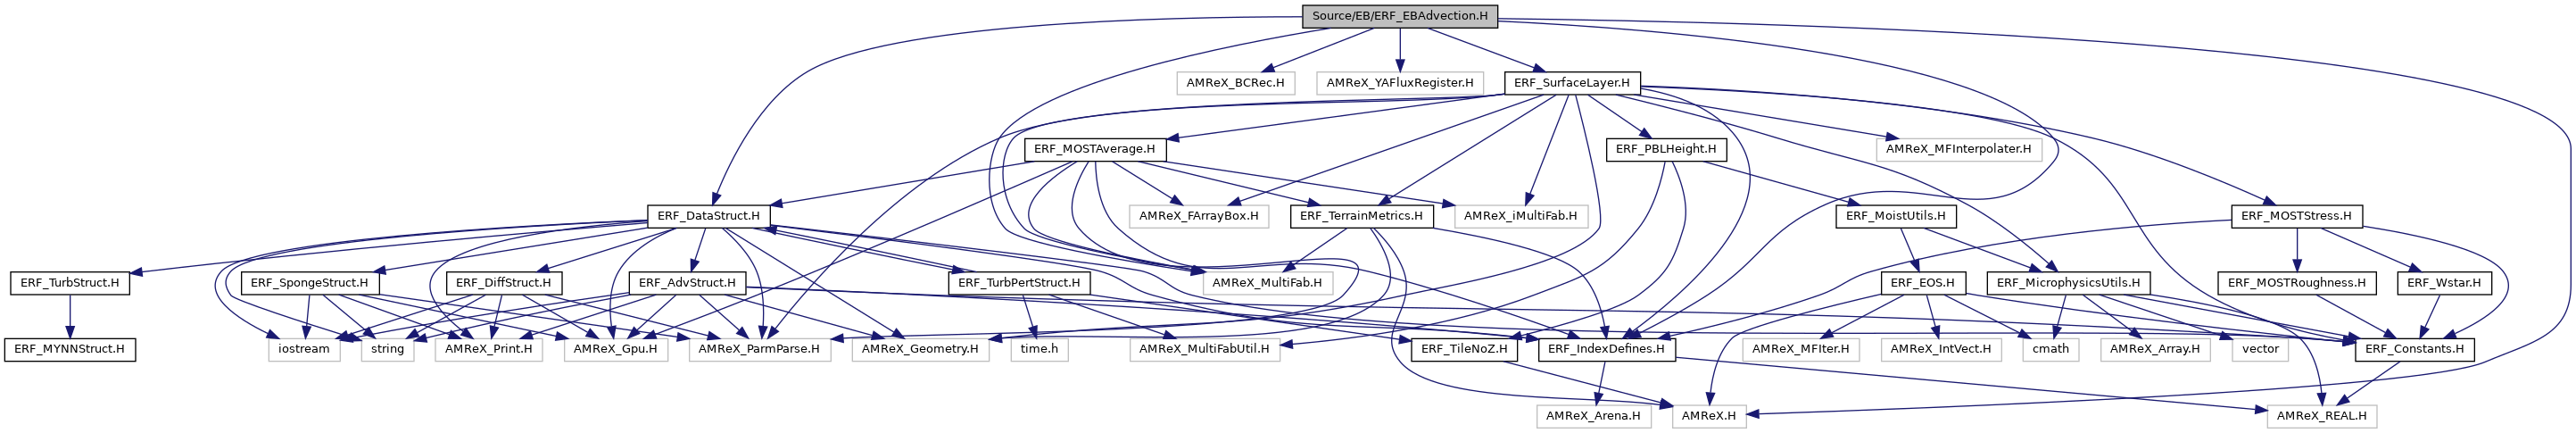 Source/EB/ERF_EBAdvection.H
AMReX_BCRec.H
AMReX_YAFluxRegister.H
ERF_SurfaceLayer.H
ERF_MOSTAverage.H
ERF_PBLHeight.H
AMReX_MFInterpolater.H
ERF_DataStruct.H
AMReX_FArrayBox.H
ERF_TerrainMetrics.H
AMReX_iMultiFab.H
ERF_MoistUtils.H
ERF_MOSTStress.H
ERF_TurbStruct.H
ERF_SpongeStruct.H
ERF_DiffStruct.H
ERF_AdvStruct.H
ERF_TurbPertStruct.H
AMReX_MultiFab.H
ERF_EOS.H
ERF_MicrophysicsUtils.H
ERF_MOSTRoughness.H
ERF_Wstar.H
ERF_MYNNStruct.H
iostream
string
AMReX_Print.H
AMReX_Gpu.H
AMReX_ParmParse.H
AMReX_Geometry.H
time.h
AMReX_MultiFabUtil.H
ERF_TileNoZ.H
ERF_IndexDefines.H
AMReX_MFIter.H
AMReX_IntVect.H
cmath
AMReX_Array.H
vector
ERF_Constants.H
AMReX_Arena.H
AMReX.H
AMReX_REAL.H